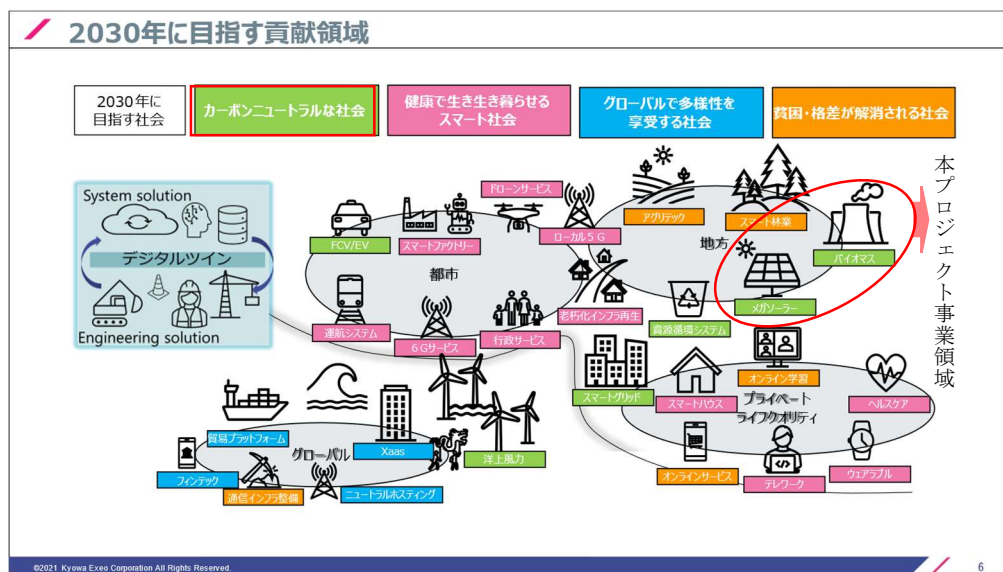 2030年に目指す貢献領域
2030年に
目指す社会
カーボンニュートラルな社会
健康で生き生き暮らせる
スマート社会
グローバルで多様性を
享受する社会
貧困・格差が解消される社会
本プロジェクト事業領域
System solution
デジタルツイン
Engineering solution
FCV/EV
スマートファクトリー
ドローンサービス
ローカル5G
都市
運航システム
6Gサービス
行政サービス
老朽化インフラ再生
アグリテック
スマート林業
地方
バイオマス
メガソーラー
資源循環システム
貿易プラットフォーム
グローバル
Xaas
フィンテック
通信インフラ整備
ニュートラルホスティング
洋上風力
スマートグリッド
スマートハウス
オンライン学習
プライベート
ライフクオリティ
ヘルスケア
オンラインサービス
テレワーク
ウェアラブル
©2021 Kyowa Exeo Corporation All Rights Reserved.
6